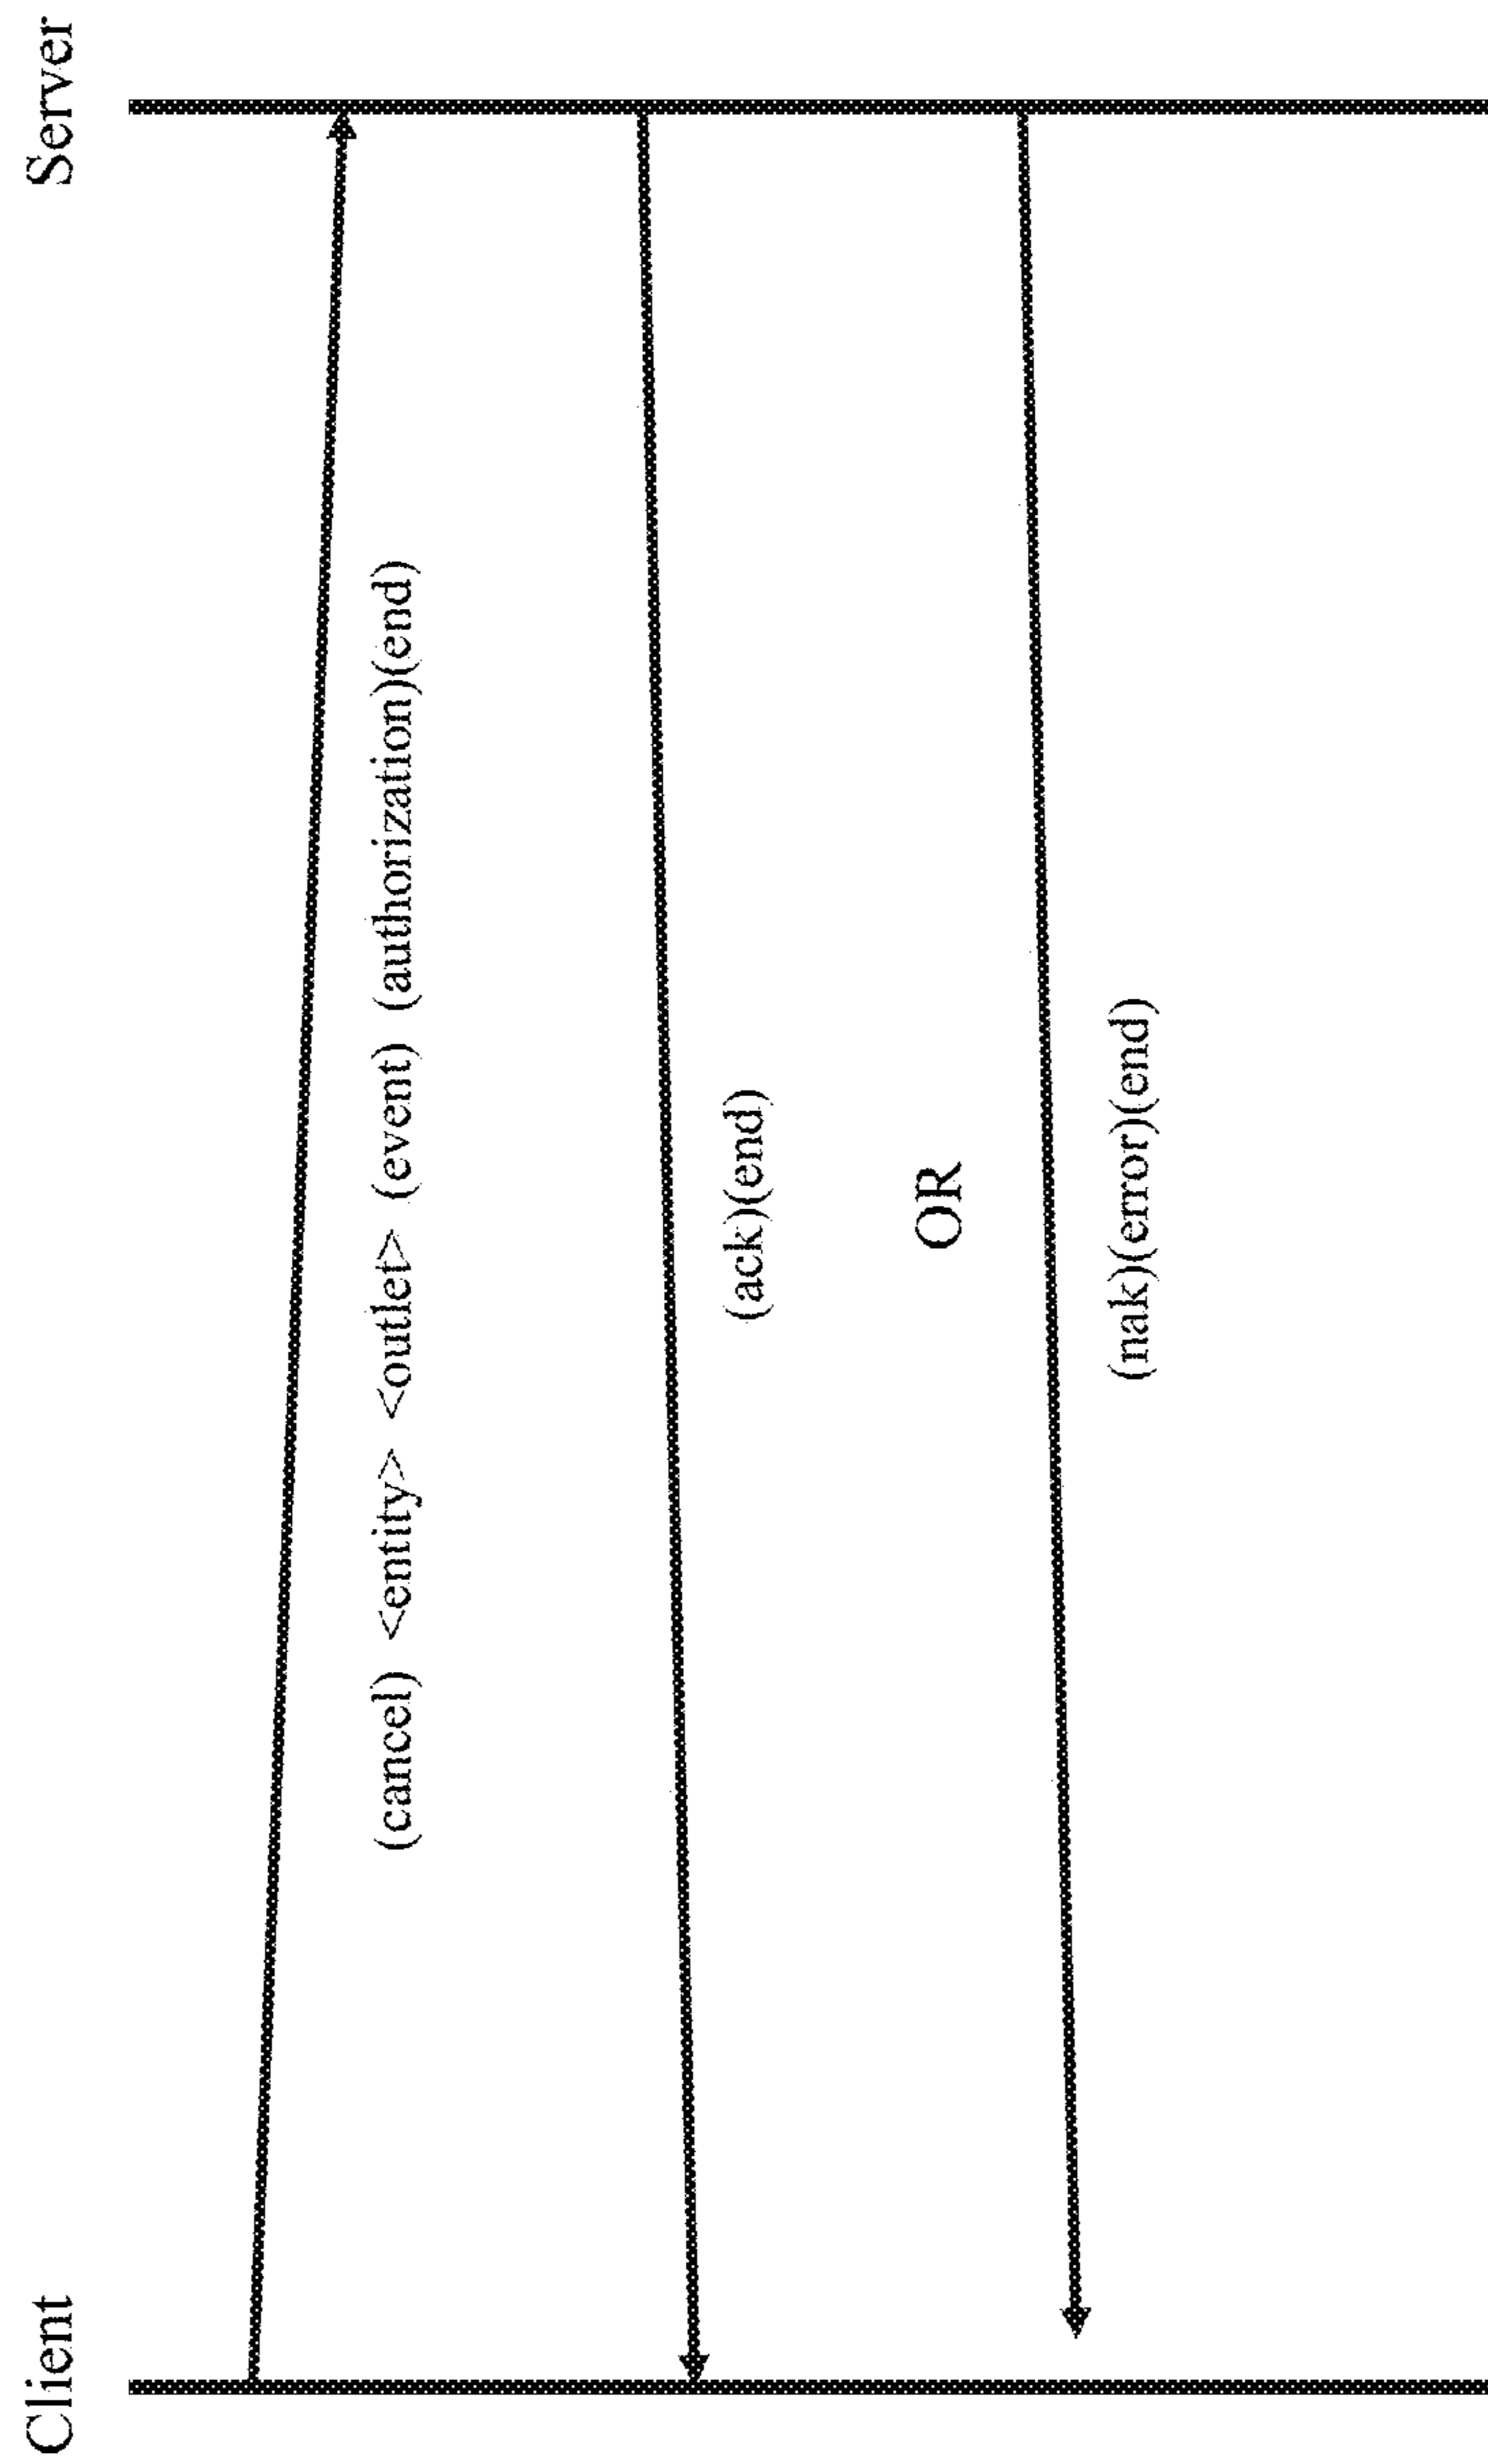 Client
Server
(cancel) <entity> <outlet> (event) (authorization)(end)
(ack)(end)
OR
(nak)(error)(end)